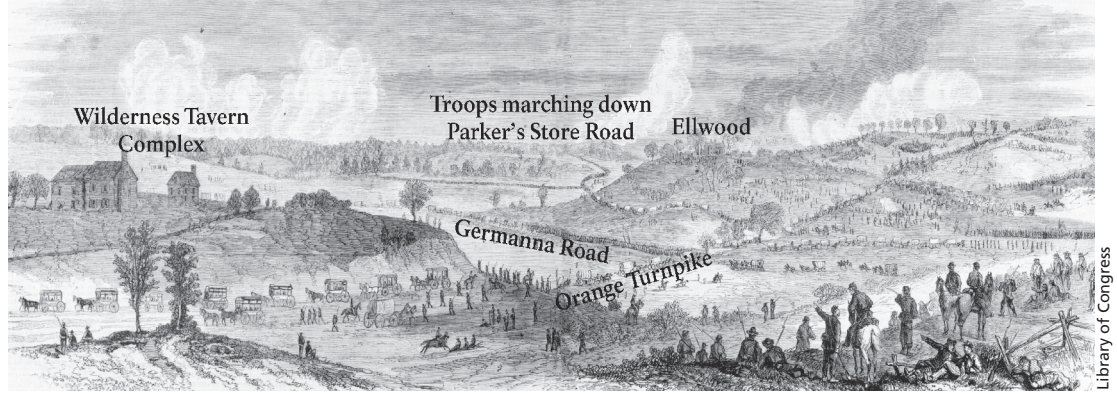 Wilderness Tavern
Complex
Troops marching down
Parker's Store Road
Ellwood
Germanna Road
Orange Turnpike
Library of Congress